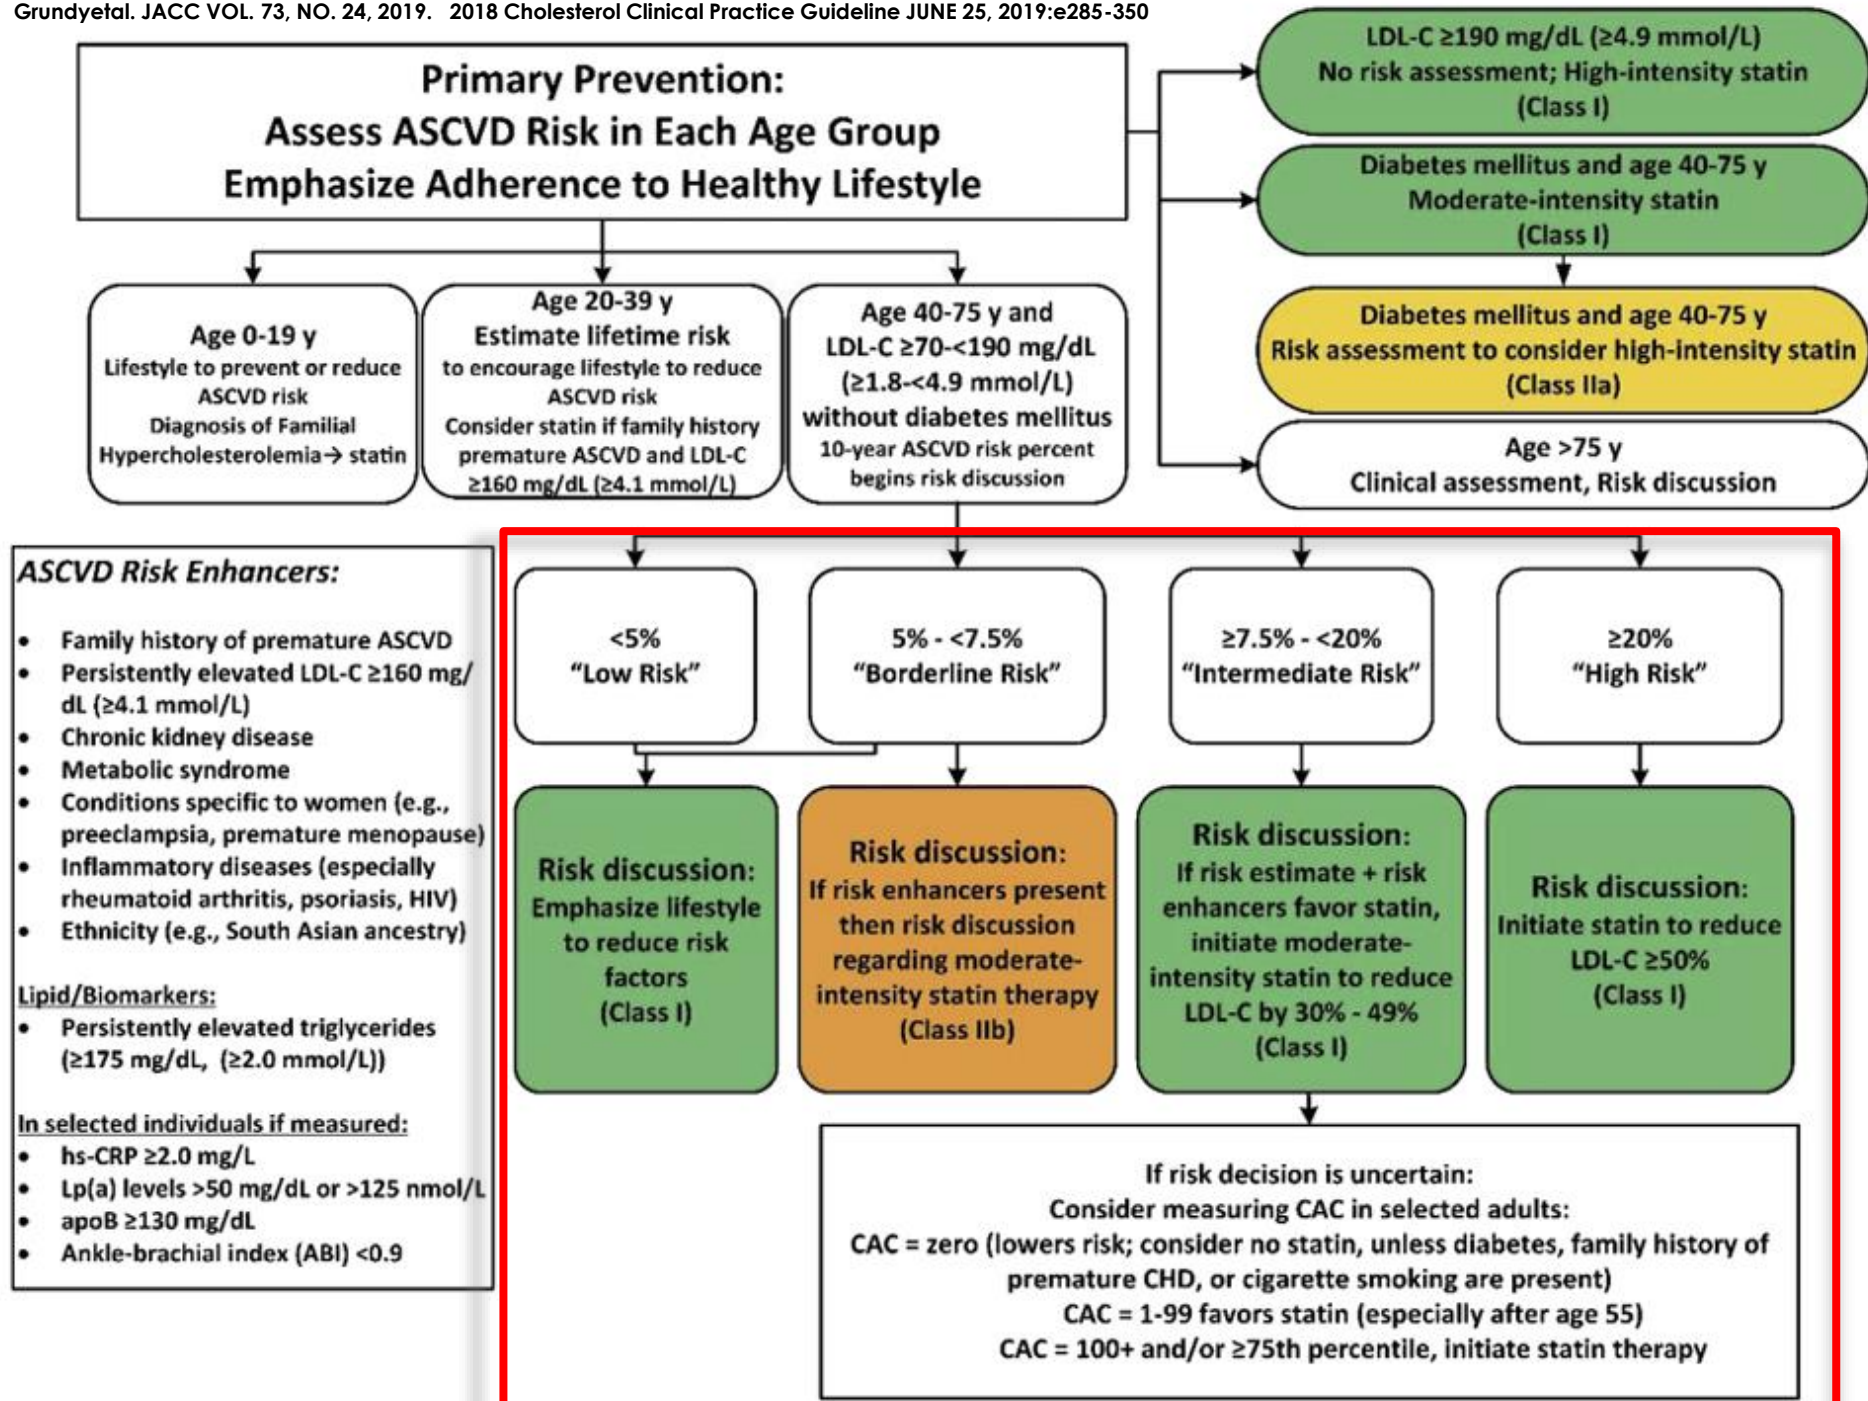 Grundyetal. JACC VOL. 73, NO. 24, 2019.   2018 Cholesterol Clinical Practice Guideline JUNE 25, 2019:e285-350
Primary Prevention:
Assess ASCVD Risk in Each Age Group
Emphasize Adherence to Healthy Lifestyle
LDL-C ≥190 mg/dL (≥4.9 mmol/L)
No risk assessment; High-intensity statin
(Class I)
Diabetes mellitus and age 40-75 y
Moderate-intensity statin
(Class I)
Diabetes mellitus and age 40-75 y
Risk assessment to consider high-intensity statin
(Class IIa)
Age >75 y
Clinical assessment, Risk discussion
Age 0-19 y
Lifestyle to prevent or reduce
ASCVD risk
Diagnosis of Familial
Hypercholesterolemia→ statin
Age 20-39 y
Estimate lifetime risk
to encourage lifestyle to reduce
ASCVD risk
Consider statin if family history
premature ASCVD and LDL-C
≥160 mg/dL (≥4.1 mmol/L)
Age 40-75 y and
LDL-C ≥70-<190 mg/dL
(≥1.8-<4.9 mmol/L)
without diabetes mellitus
10-year ASCVD risk percent
begins risk discussion
ASCVD Risk Enhancers:
• Family history of premature ASCVD
• Persistently elevated LDL-C ≥160 mg/
dL (≥4.1 mmol/L)
• Chronic kidney disease
• Metabolic syndrome
• Conditions specific to women (e.g.,
preeclampsia, premature menopause)
• Inflammatory diseases (especially
rheumatoid arthritis, psoriasis, HIV)
• Ethnicity (e.g., South Asian ancestry)
Lipid/Biomarkers:
• Persistently elevated triglycerides
(≥175 mg/dL, (≥2.0 mmol/L))
In selected individuals if measured:
• hs-CRP ≥2.0 mg/L
• Lp(a) levels >50 mg/dL or >125 nmol/L
• apoB ≥130 mg/dL
• Ankle-brachial index (ABI) <0.9
<5%
“Low Risk”
5% - <7.5%
“Borderline Risk”
≥7.5% - <20%
“Intermediate Risk”
≥20%
“High Risk”
Risk discussion:
Emphasize lifestyle
to reduce risk
factors
(Class I)
Risk discussion:
If risk enhancers present
then risk discussion
regarding moderate-
intensity statin therapy
(Class IIb)
Risk discussion:
If risk estimate + risk
enhancers favor statin,
initiate moderate-
intensity statin to reduce
LDL-C by 30% - 49%
(Class I)
Risk discussion:
Initiate statin to reduce
LDL-C ≥50%
(Class I)
If risk decision is uncertain:
Consider measuring CAC in selected adults:
CAC = zero (lowers risk; consider no statin, unless diabetes, family history of
premature CHD, or cigarette smoking are present)
CAC = 1-99 favors statin (especially after age 55)
CAC = 100+ and/or ≥75th percentile, initiate statin therapy